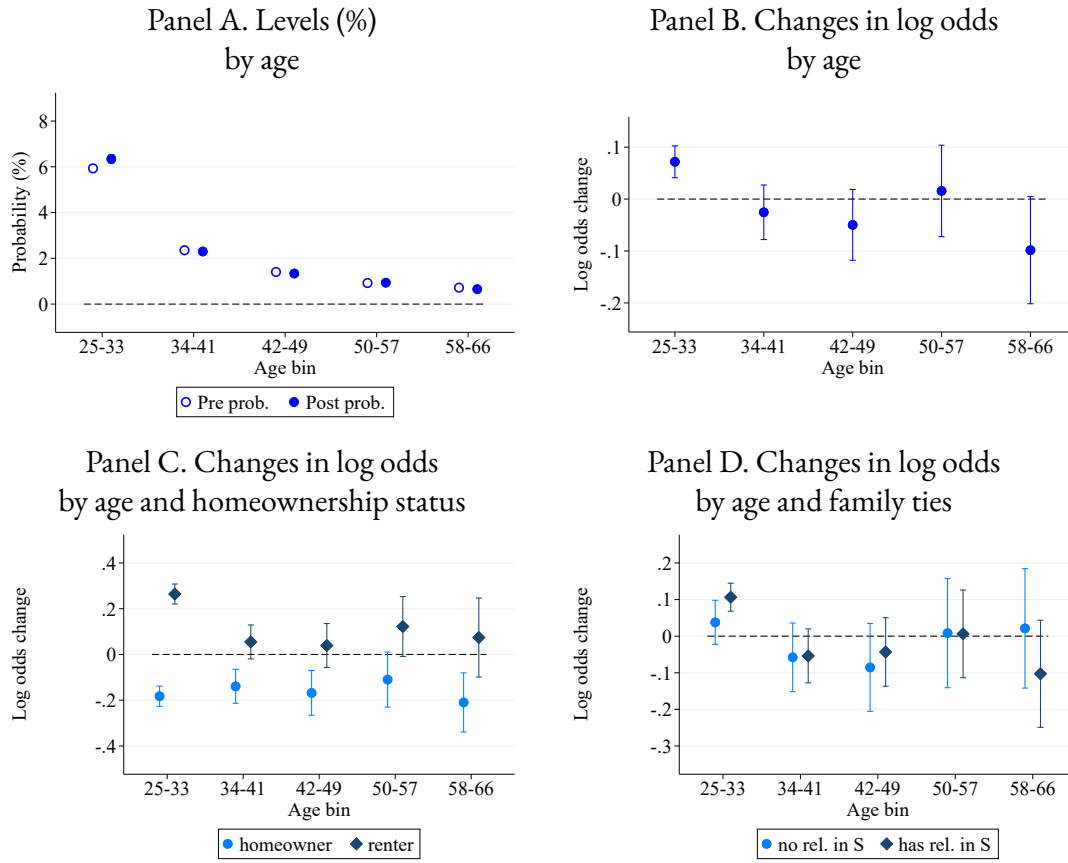 Panel A. Levels (%)
by age
Probability (%)
8
6
4
2
0
25-33
34-41
42-49
50-57
58-66
Age bin
Pre prob.
Post prob.
Panel B. Changes in log odds
by age
Log odds change
.1
0
-.1
-.2
25-33
34-41
42-49
50-57
58-66
Age bin
Panel C. Changes in log odds
by age and homeownership status
Log odds change
.4
.2
0
-.2
-.4
25-33
34-41
42-49
50-57
58-66
Age bin
homeowner
renter
Panel D. Changes in log odds
by age and family ties
Log odds change
.2
.1
0
-.1
-.2
-.3
25-33
34-41
42-49
50-57
58-66
Age bin
no rel. in S
has rel. in S